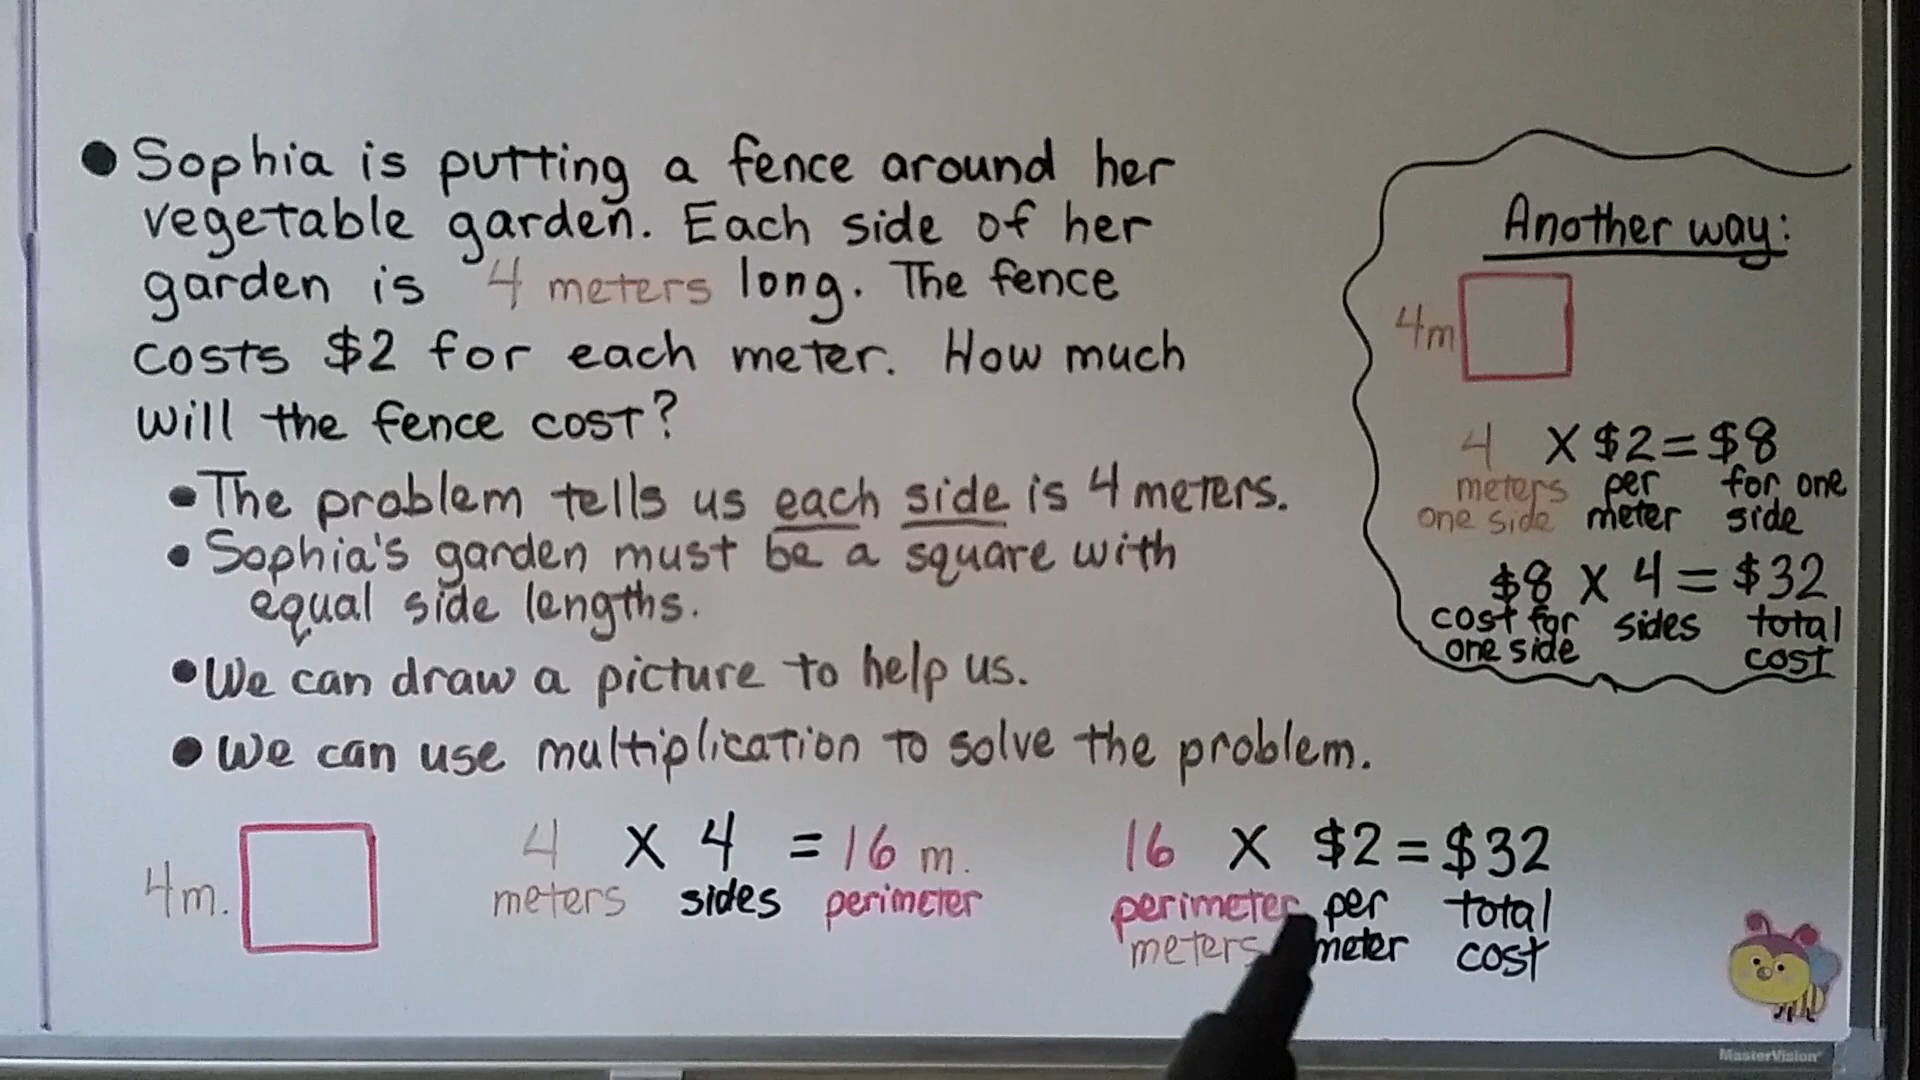 • Sophia is putting a fence around her
vegetable garden. Each side of her
garden is 4 meters long. The fence
costs $2 for each meter. How much
will the fence cost?
• The problem tells us each side is 4 meters.
• Sophia's garden must be a square with
equal side lengths.
• We can draw a picture to help us.
• We can use multiplication to solve the problem.
4m.
4 x 4 = 16 m.
meters sides perimeter
16 x $2 = $32
perimeter per total
meters meter cost
Another way:
4m
4 x $2 = $8
meters per for one
one side meter side
$8 x 4 = $32
cost for sides total
one side cost
MasterVision